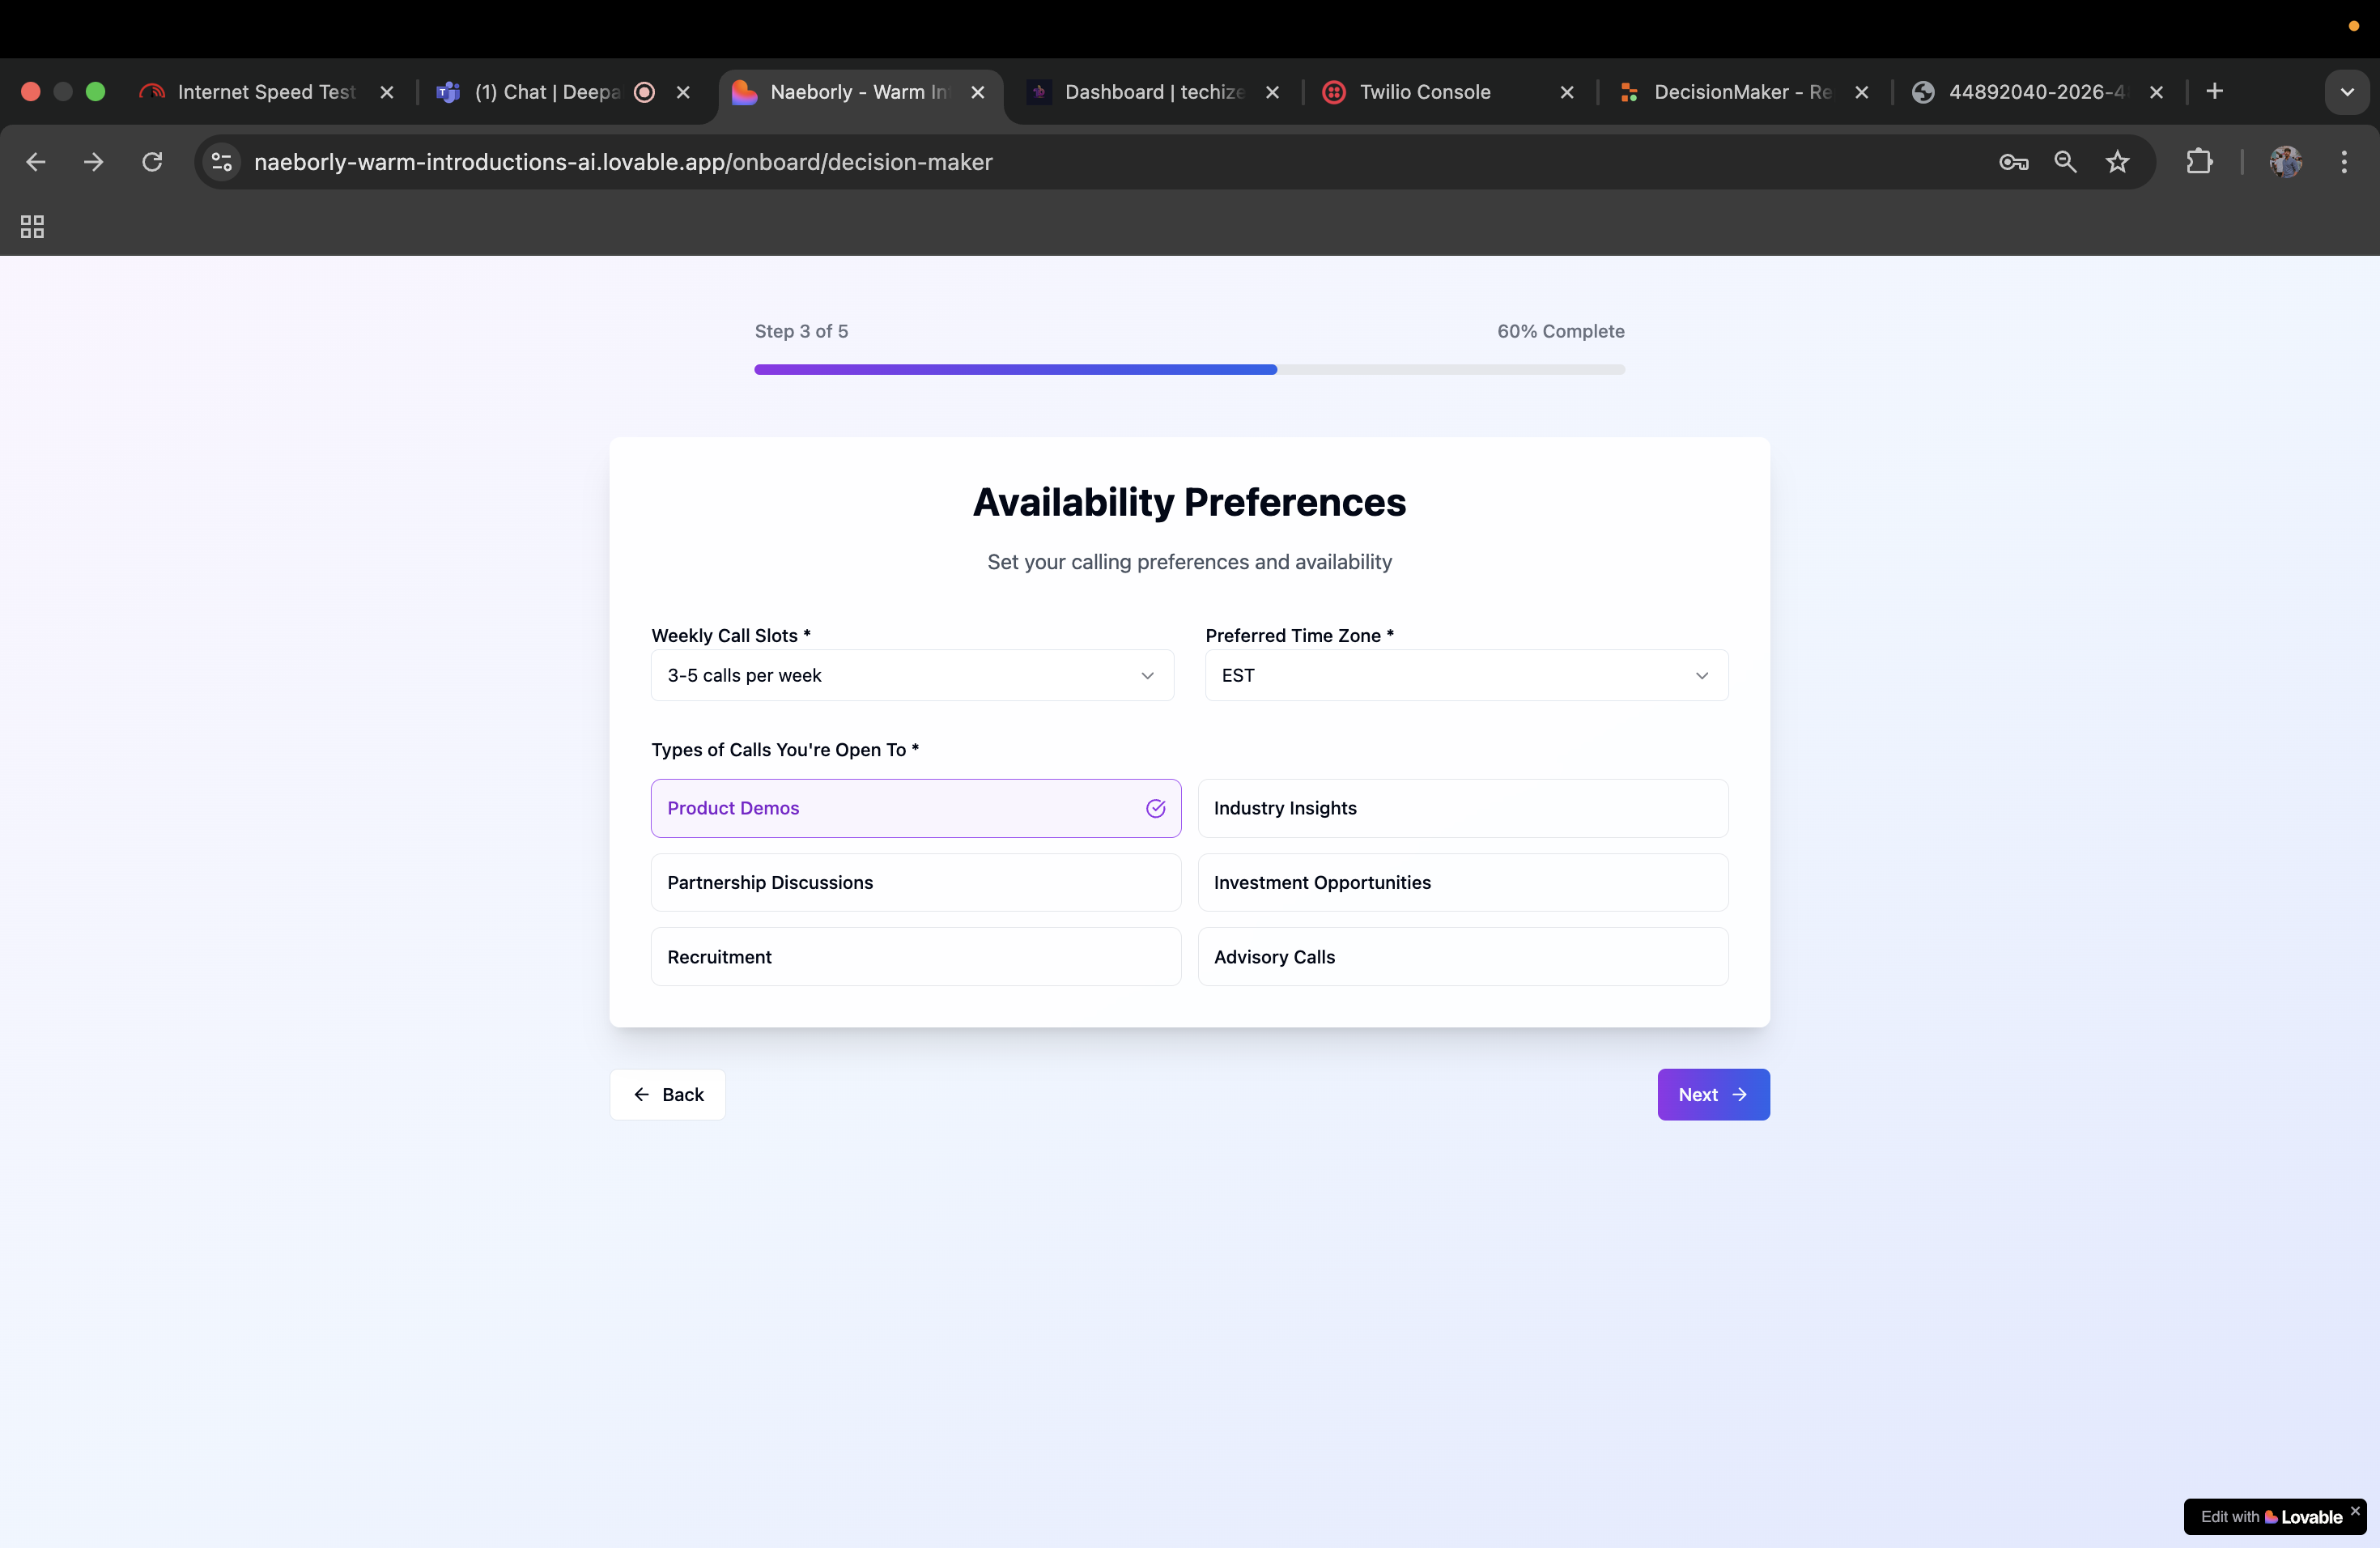 Internet Speed Test
(1) Chat | Deepa
Naeborly - Warm In
Dashboard | techize
Twilio Console
DecisionMaker - Re
44892040-2026-4
naeborly-warm-introductions-ai.lovable.app/onboard/decision-maker
Step 3 of 5
60% Complete
Availability Preferences
Set your calling preferences and availability
Weekly Call Slots *
Preferred Time Zone *
3-5 calls per week
EST
Types of Calls You're Open To *
Product Demos
Industry Insights
Partnership Discussions
Investment Opportunities
Recruitment
Advisory Calls
Back
Next
Edit with Lovable